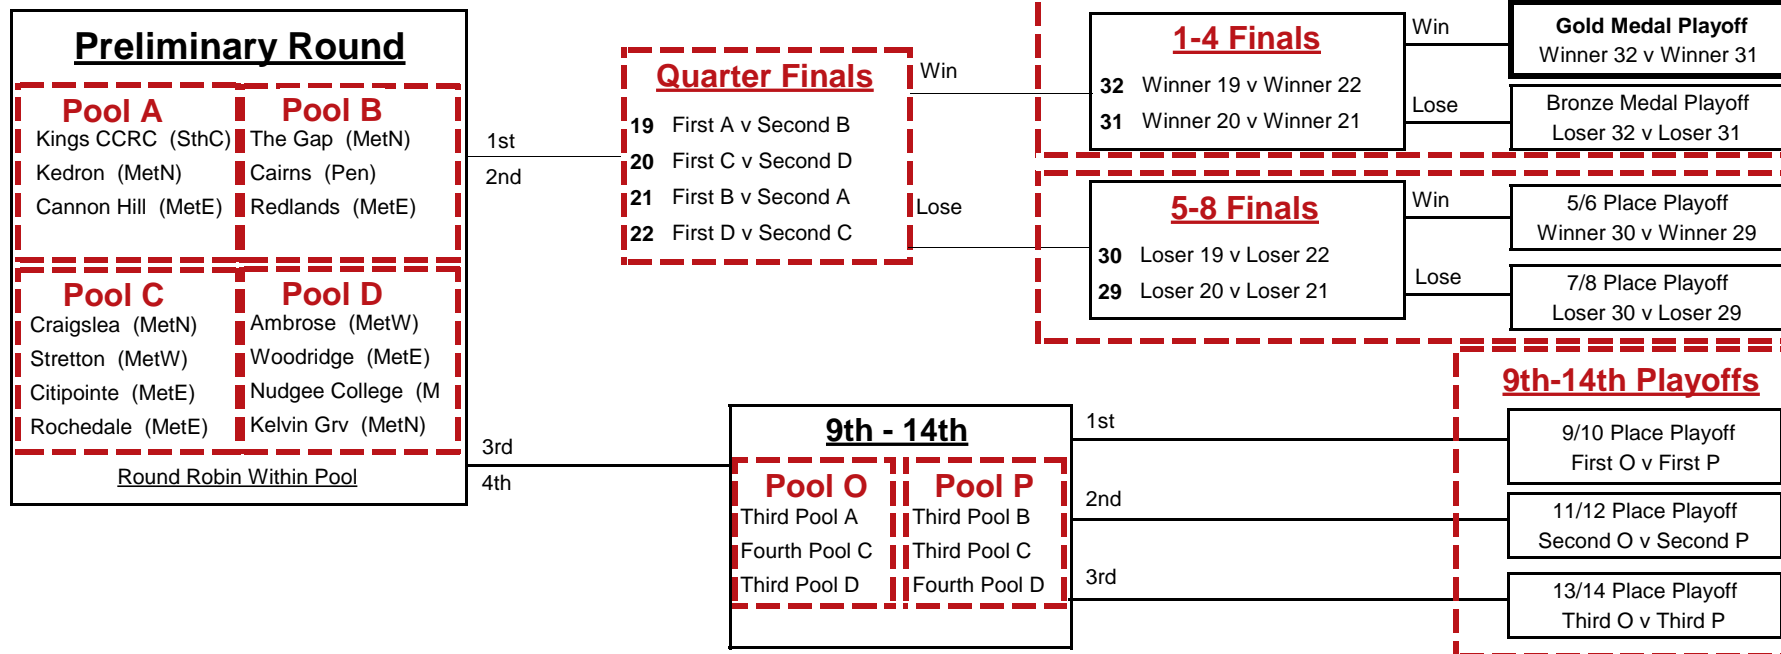 Preliminary Round
Pool A
Kings CCRC (SthC)
Kedron (MetN)
Cannon Hill (MetE)
Pool B
The Gap (MetN)
Cairns (Pen)
Redlands (MetE)
Pool C
Craigslea (MetN)
Stretton (MetW)
Citipointe (MetE)
Rochedale (MetE)
Pool D
Ambrose (MetW)
Woodridge (MetE)
Nudgee College (M
Kelvin Grv (MetN)
Round Robin Within Pool
1st
2nd
3rd
4th
Quarter Finals
19 First A v Second B
20 First C v Second D
21 First B v Second A
22 First D v Second C
Win
Lose
1-4 Finals
32 Winner 19 v Winner 22
31 Winner 20 v Winner 21
Win
Lose
Gold Medal Playoff
Winner 32 v Winner 31
Bronze Medal Playoff
Loser 32 v Loser 31
5-8 Finals
30 Loser 19 v Loser 22
29 Loser 20 v Loser 21
Win
Lose
5/6 Place Playoff
Winner 30 v Winner 29
7/8 Place Playoff
Loser 30 v Loser 29
9th - 14th
Pool O
Third Pool A
Fourth Pool C
Third Pool D
Pool P
Third Pool B
Third Pool C
Fourth Pool D
1st
2nd
3rd
9th-14th Playoffs
9/10 Place Playoff
First O v First P
11/12 Place Playoff
Second O v Second P
13/14 Place Playoff
Third O v Third P